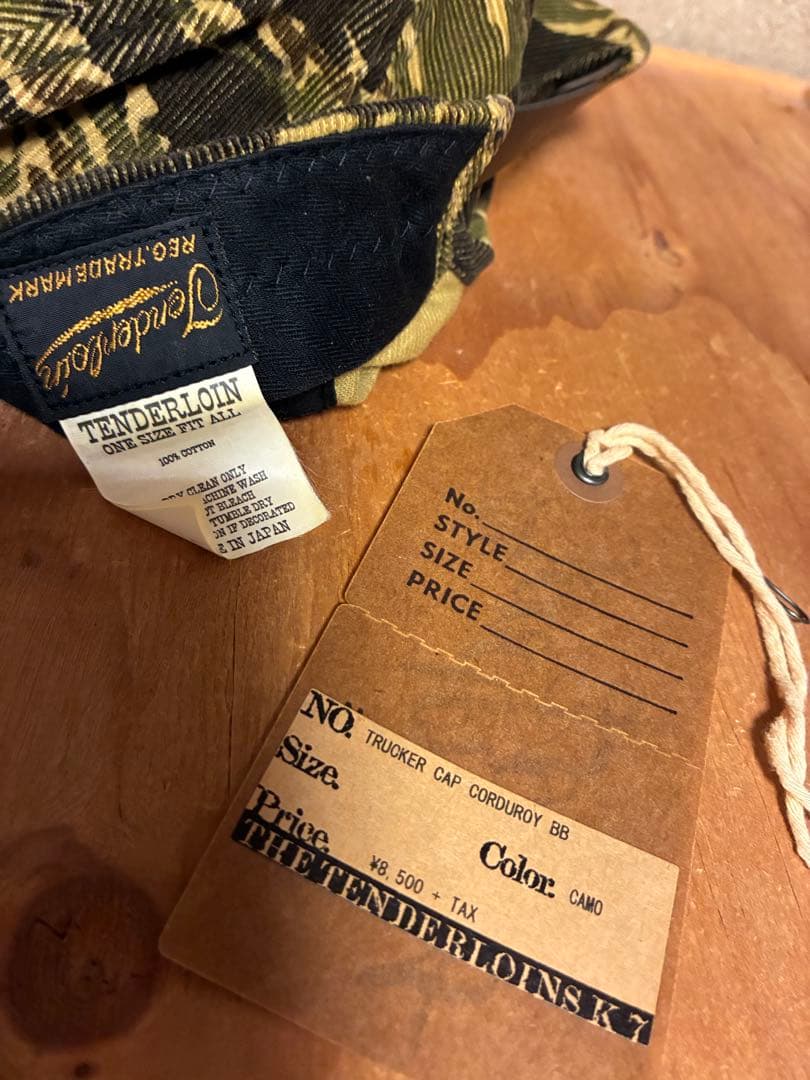 Tenderloin
REG. TRADEMARK
TENDERLOIN
ONE SIZE FIT ALL
100% COTTON
CLEAN ONLY
WASH
BLEACH
TUMBLE DRY
IF DECORATED
IN JAPAN
No.
STYLE
SIZE
PRICE
NO. TRUCKER CAP CORDUROY BB
Size.
Color. CAMO
Price. ¥8,500 + TAX
THE TENDERLOINS K 7